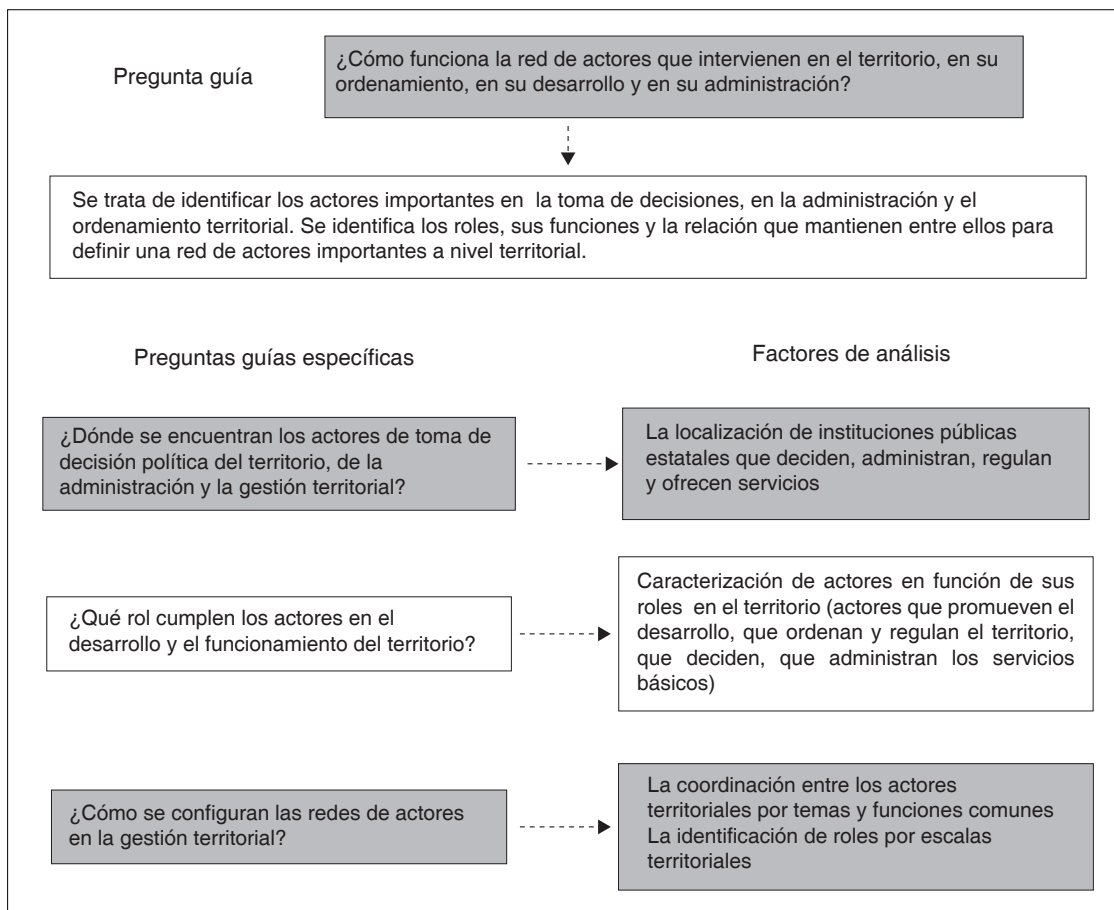 Pregunta guía
¿Cómo funciona la red de actores que intervienen en el territorio, en su
ordenamiento, en su desarrollo y en su administración?
Se trata de identificar los actores importantes en la toma de decisiones, en la administración y el
ordenamiento territorial. Se identifica los roles, sus funciones y la relación que mantienen entre ellos para
definir una red de actores importantes a nivel territorial.
Preguntas guías específicas
Factores de análisis
¿Dónde se encuentran los actores de toma de
decisión política del territorio, de la
administración y la gestión territorial?
La localización de instituciones públicas
estatales que deciden, administran, regulan
y ofrecen servicios
¿Qué rol cumplen los actores en el
desarrollo y el funcionamiento del territorio?
Caracterización de actores en función de sus
roles en el territorio (actores que promueven el
desarrollo, que ordenan y regulan el territorio,
que deciden, que administran los servicios
básicos)
¿Cómo se configuran las redes de actores
en la gestión territorial?
La coordinación entre los actores
territoriales por temas y funciones comunes
La identificación de roles por escalas
territoriales